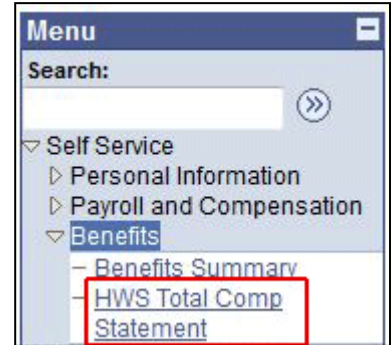 Menu
Search:
Self Service
Personal Information
Payroll and Compensation
Benefits
Benefits Summary
HWS Total Comp
Statement